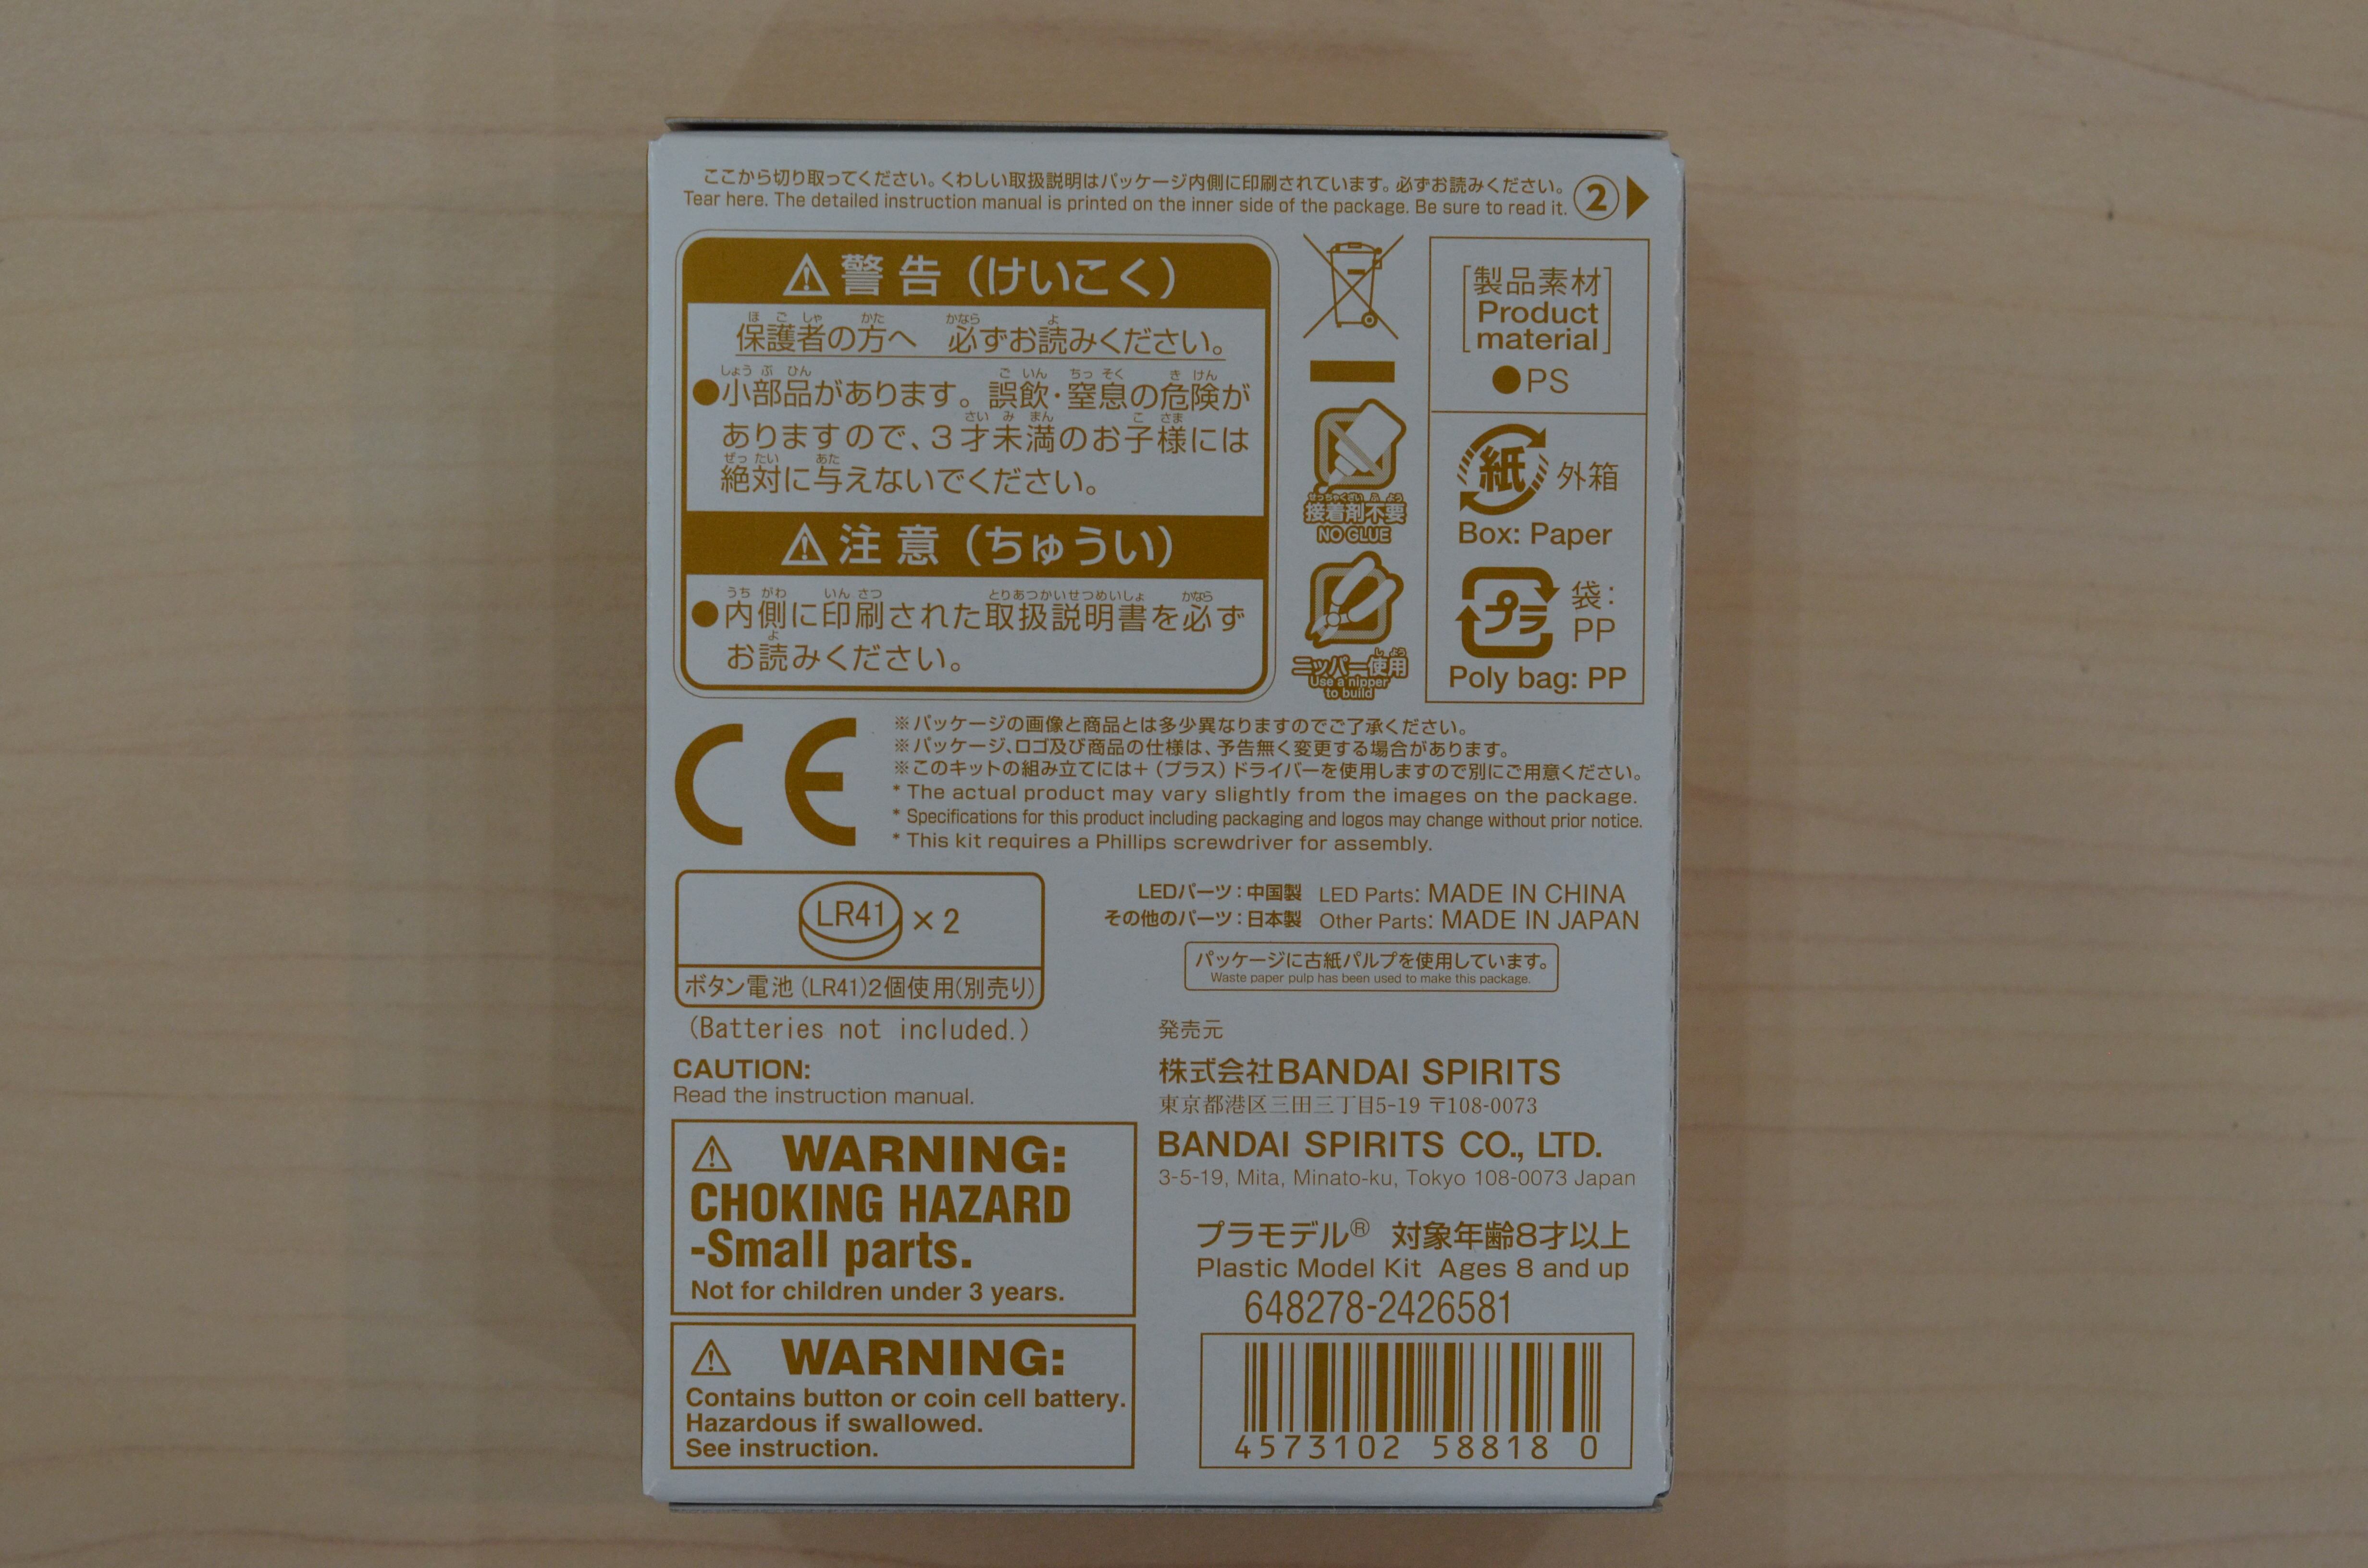 ここから切り取ってください。くわしい取扱説明はパッケージ内側に印刷されています。必ずお読みください。
Tear here. The detailed instruction manual is printed on the inner side of the package. Be sure to read it.
②
警告（けいこく）
保護者の方へ 必ずお読みください。
●小部品があります。誤飲・窒息の危険が
ありますので、3才未満のお子様には
絶対に与えないでください。
注意（ちゅうい）
●内側に印刷された取扱説明書を必ず
お読みください。
接着剤不要
NO GLUE
ニッパー使用
Use a nipper
to build
[製品素材
Product
material]
●PS
紙 外箱
Box: Paper
プラ 袋:
PP
Poly bag: PP
CE
※パッケージの画像と商品とは多少異なりますのでご了承ください。
※パッケージ、ロゴ及び商品の仕様は、予告無く変更する場合があります。
※このキットの組み立てには＋（プラス）ドライバーを使用しますので別にご用意ください。
* The actual product may vary slightly from the images on the package.
* Specifications for this product including packaging and logos may change without prior notice.
* This kit requires a Phillips screwdriver for assembly.
LR41 ×2
ボタン電池(LR41)2個使用(別売り)
(Batteries not included.)
CAUTION:
Read the instruction manual.
WARNING:
CHOKING HAZARD
-Small parts.
Not for children under 3 years.
WARNING:
Contains button or coin cell battery.
Hazardous if swallowed.
See instruction.
LEDパーツ：中国製 LED Parts: MADE IN CHINA
その他のパーツ：日本製 Other Parts: MADE IN JAPAN
パッケージに古紙パルプを使用しています。
Waste paper pulp has been used to make this package.
発売元
株式会社BANDAI SPIRITS
東京都港区三田三丁目5-19 〒108-0073
BANDAI SPIRITS CO., LTD.
3-5-19, Mita, Minato-ku, Tokyo 108-0073 Japan
プラモデル® 対象年齢8才以上
Plastic Model Kit Ages 8 and up
648278-2426581
4573102 58818 0